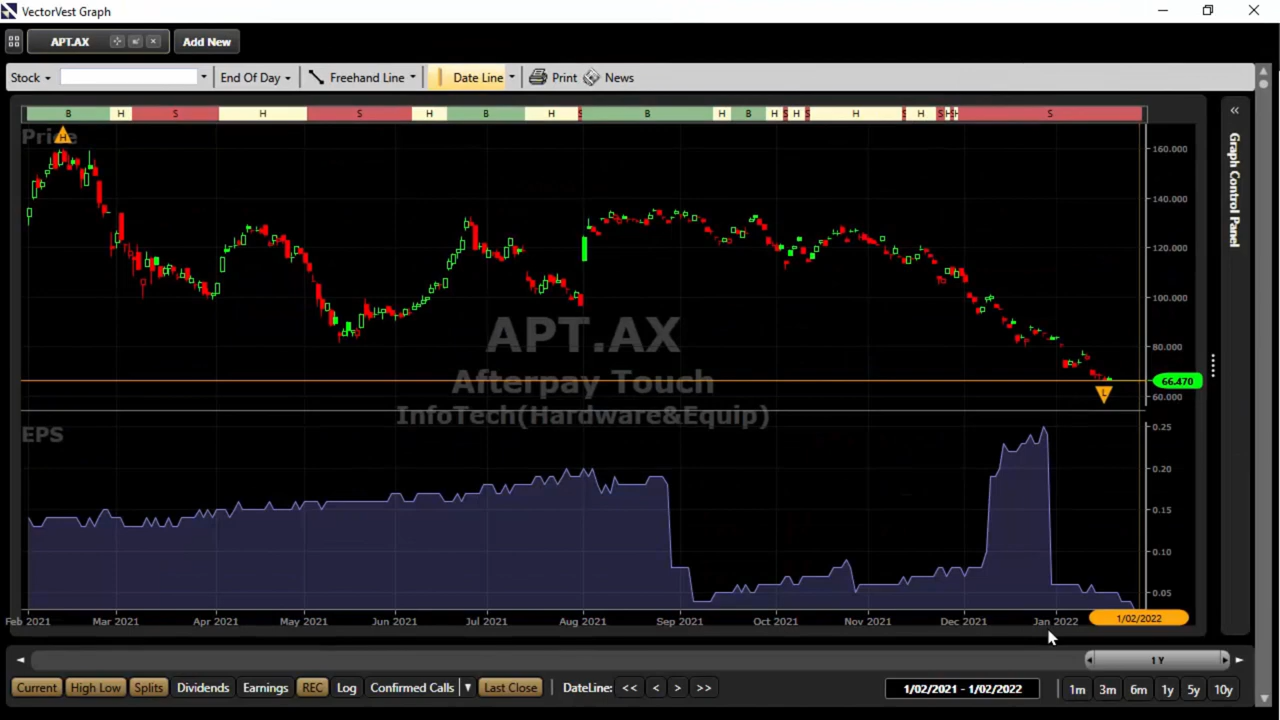 VectorVest Graph
APT.AX Add New
Stock End Of Day Freehand Line Date Line Print News
B H S H S H B H S B H B H S H S H S H S H S H S
Price
H
160.000
140.000
120.000
100.000
80.000
66.470
60.000
L
APT.AX
Afterpay Touch
InfoTech(Hardware&Equip)
EPS
0.25
0.20
0.15
0.10
0.05
Feb 2021 Mar 2021 Apr 2021 May 2021 Jun 2021 Jul 2021 Aug 2021 Sep 2021 Oct 2021 Nov 2021 Dec 2021 Jan 2022 1/02/2022
Graph Control Panel
1 Y
Current High Low Splits Dividends Earnings REC Log Confirmed Calls Last Close DateLine: << < > >> 1/02/2021 - 1/02/2022 1m 3m 6m 1y 5y 10y